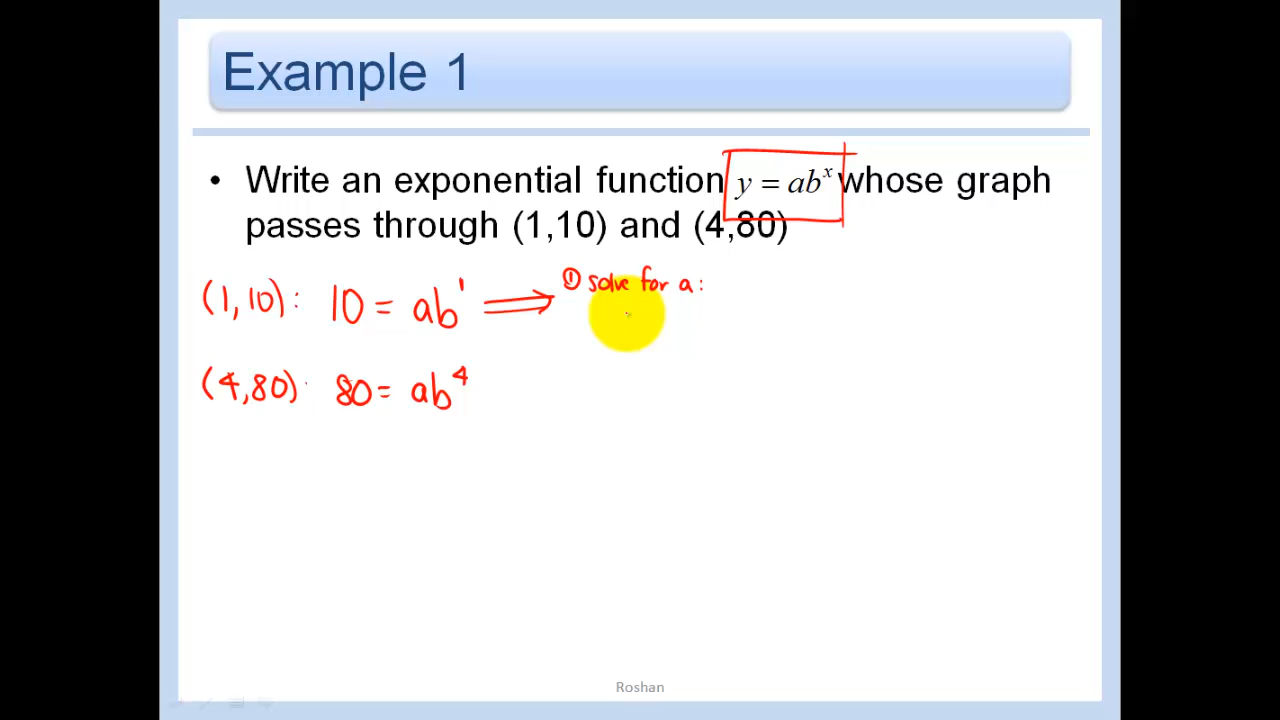 Example 1
• Write an exponential function y = ab^x whose graph
passes through (1,10) and (4,80)
① solve for a:
(1, 10): 10 = ab^1 ⟹
(4,80): 80 = ab^4
Roshan